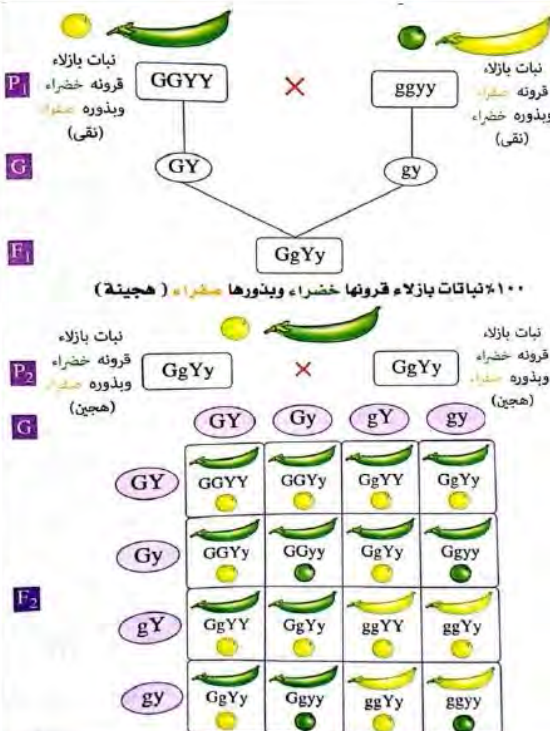 نبات بازلاء
قرونه خضراء
وبذوره صفراء
(نقى)
P₁
GGYY
×
ggyy
نبات بازلاء
قرونه صفراء
وبذوره خضراء
(نقى)
G
GY
gy
F₁
GgYy
١٠٠٪ نباتات بازلاء قرونها خضراء وبذورها صفراء (هجينة)
نبات بازلاء
قرونه خضراء
وبذوره صفراء
(هجين)
P₂
GgYy
×
GgYy
نبات بازلاء
قرونه خضراء
وبذوره صفراء
(هجين)
G
GY Gy gY gy
F₂
GY GGYY GGYy GgYY GgYy
Gy GGYy GGyy GgYy Ggyy
gY GgYY GgYy ggYY ggYy
gy GgYy Ggyy ggYy ggyy